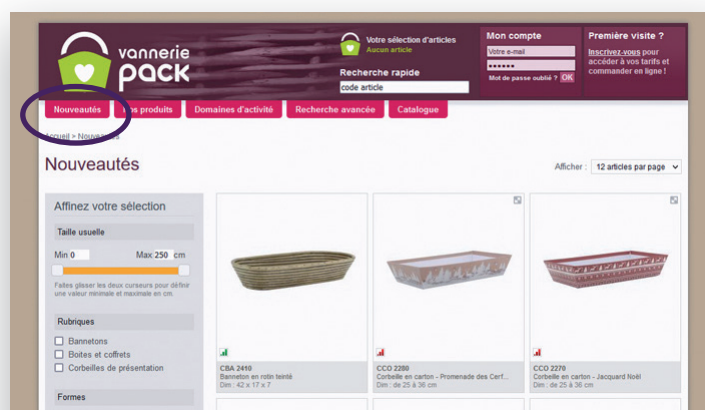 vannerie
pack
Votre sélection d'articles
Aucun article
Recherche rapide
code article
Mon compte
Votre e-mail
••••••
Mot de passe oublié ? OK
Première visite ?
Inscrivez-vous pour
accéder à vos tarifs et
commander en ligne !
Nouveautés
Nos produits
Domaines d'activité
Recherche avancée
Catalogue
Accueil > Nouveautés
Nouveautés
Afficher : 12 articles par page
Affinez votre sélection
Taille usuelle
Min 0 Max 250 cm
Faites glisser les deux curseurs pour définir
une valeur minimale et maximale en cm.
Rubriques
Bannetons
Boites et coffrets
Corbeilles de présentation
Formes
CBA 2410
Banneton en rotin teinté
Dim : 42 x 17 x 7
CCO 2280
Corbeille en carton - Promenade des Cerf...
Dim : de 25 à 36 cm
CCO 2270
Corbeille en carton - Jacquard Noël
Dim : de 25 à 36 cm